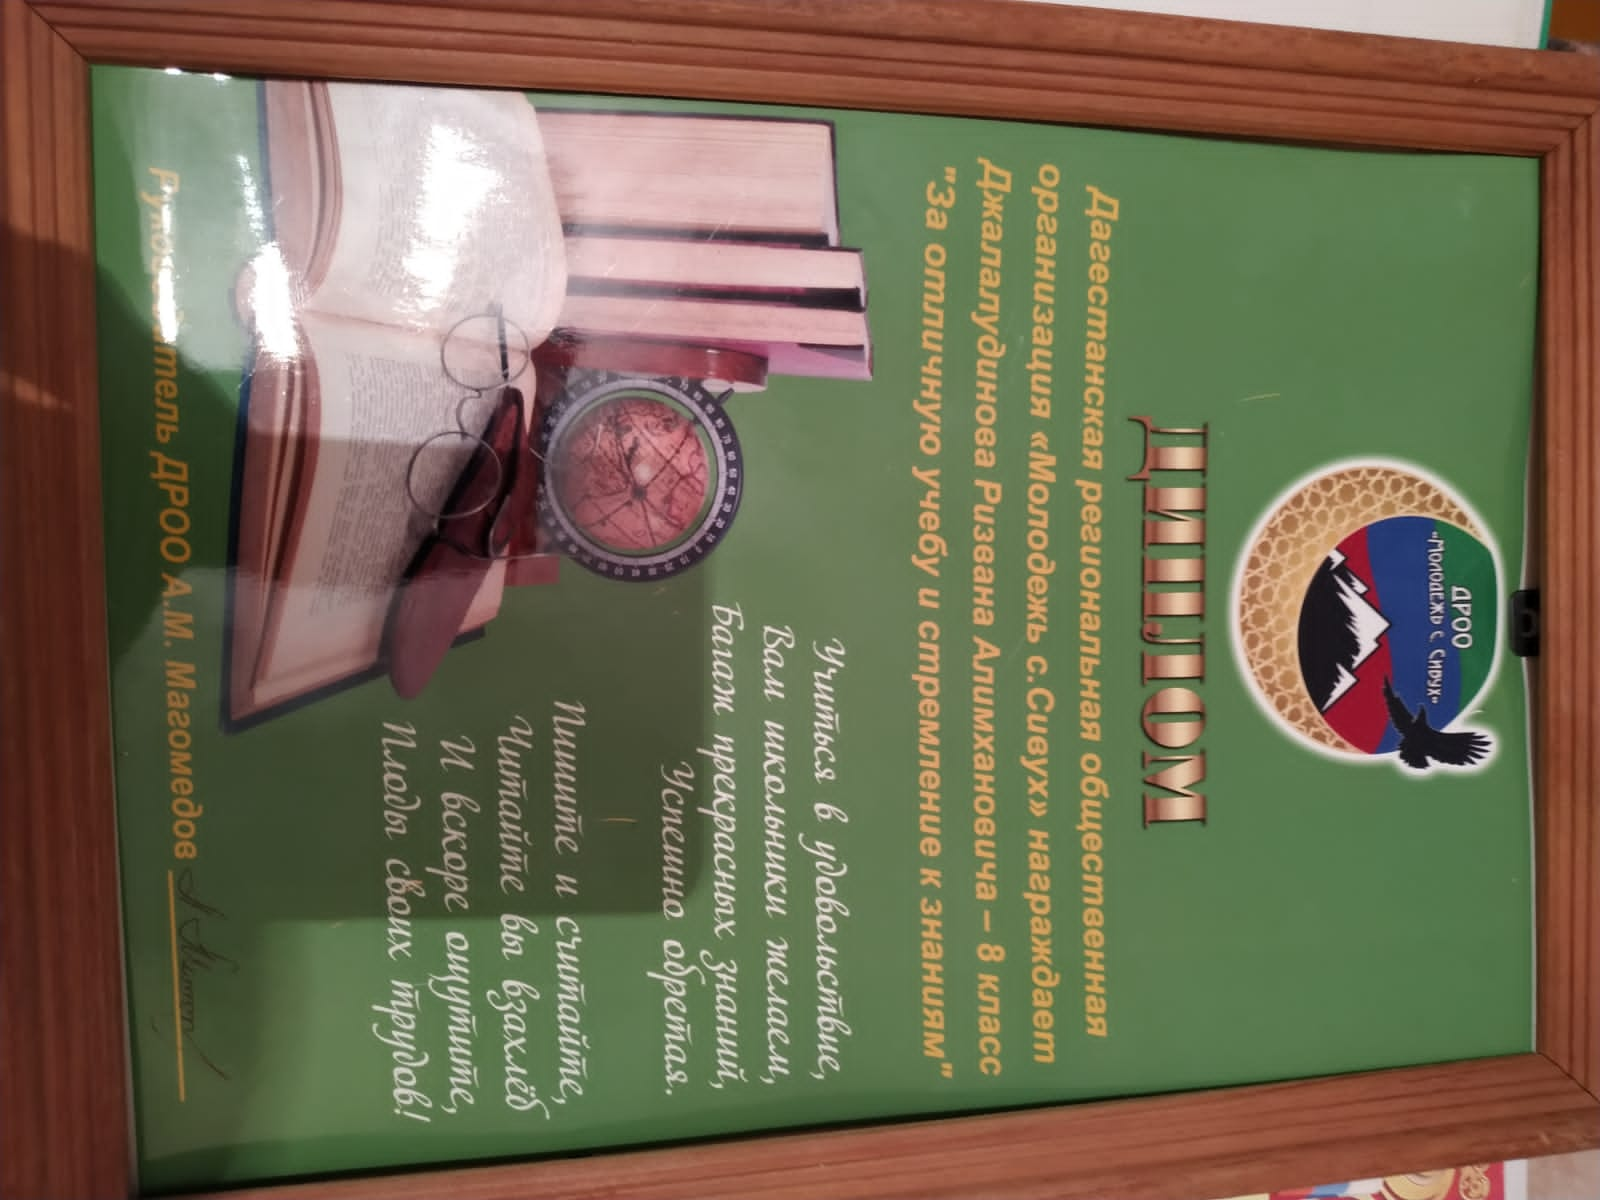 ДРОО
"Молодежь с. Сивух"
ДИПЛОМ
Дагестанская региональная общественная
организация «Молодежь с.Сивух» награждает
Джалалудинова Ризвана Алимхановича – 8 класс
"За отличную учебу и стремление к знаниям"
Учиться в удовольствие,
Вам школьники желаем,
Багаж прекрасных знаний,
Успешно обретая.
Пишите и считайте,
Читайте вы взахлёб
И вскоре ощутите,
Плоды своих трудов!
Руководитель ДРОО А.М. Магомедов